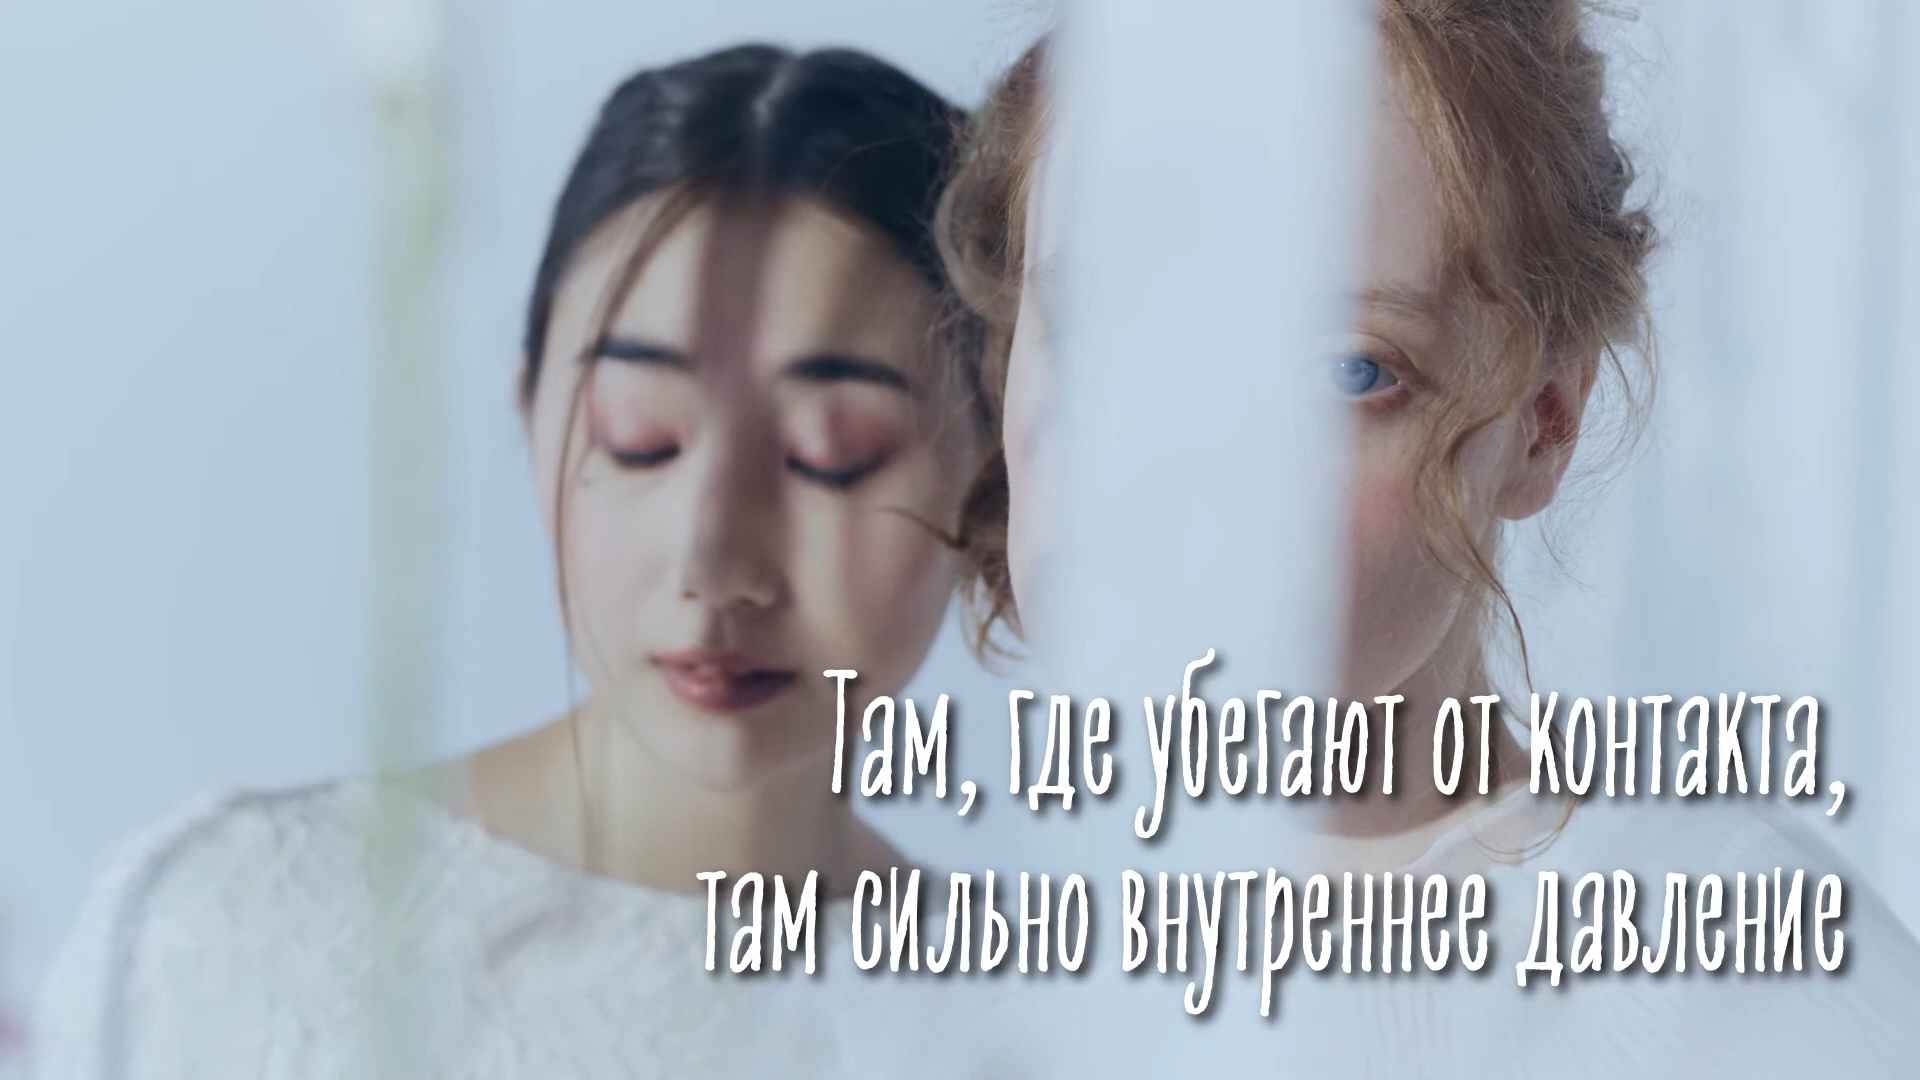 Там, где убегают от контакта,
там сильно внутреннее давление